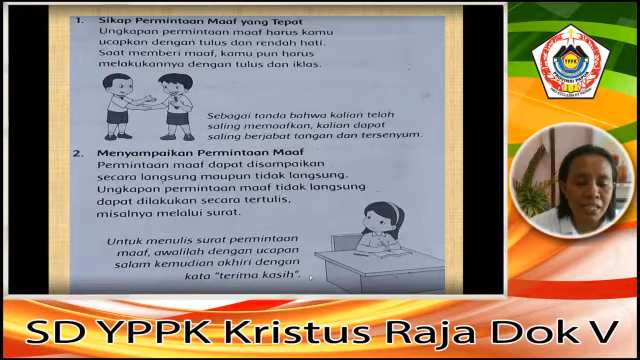 1. Sikap Permintaan Maaf yang Tepat
Ungkapan permintaan maaf harus kamu
ucapkan dengan tulus dan rendah hati.
Saat memberi maaf, kamu pun harus
melakukannya dengan tulus dan iklas.
Sebagai tanda bahwa kalian telah
saling memaafkan, kalian dapat
saling berjabat tangan dan tersenyum.
2. Menyampaikan Permintaan Maaf
Permintaan maaf dapat disampaikan
secara langsung maupun tidak langsung.
Ungkapan permintaan maaf tidak langsung
dapat dilakukan secara tertulis,
misalnya melalui surat.
Untuk menulis surat permintaan
maaf, awalilah dengan ucapan
salam kemudian akhiri dengan
kata "terima kasih".
YPPK
PROVINSI PAPUA
SD YPPK Kristus Raja Dok V